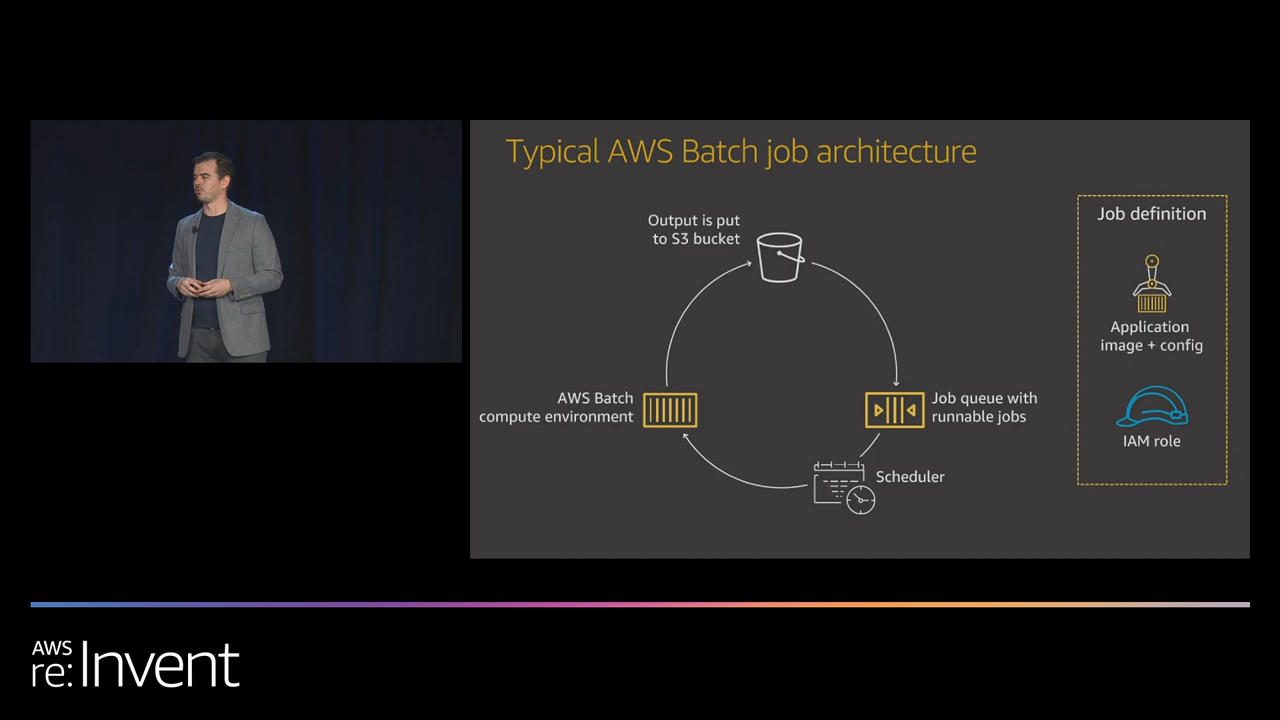 Typical AWS Batch job architecture
Output is put
to S3 bucket
AWS Batch
compute environment
Job queue with
runnable jobs
Scheduler
Job definition
Application
image + config
IAM role
AWS
re:Invent